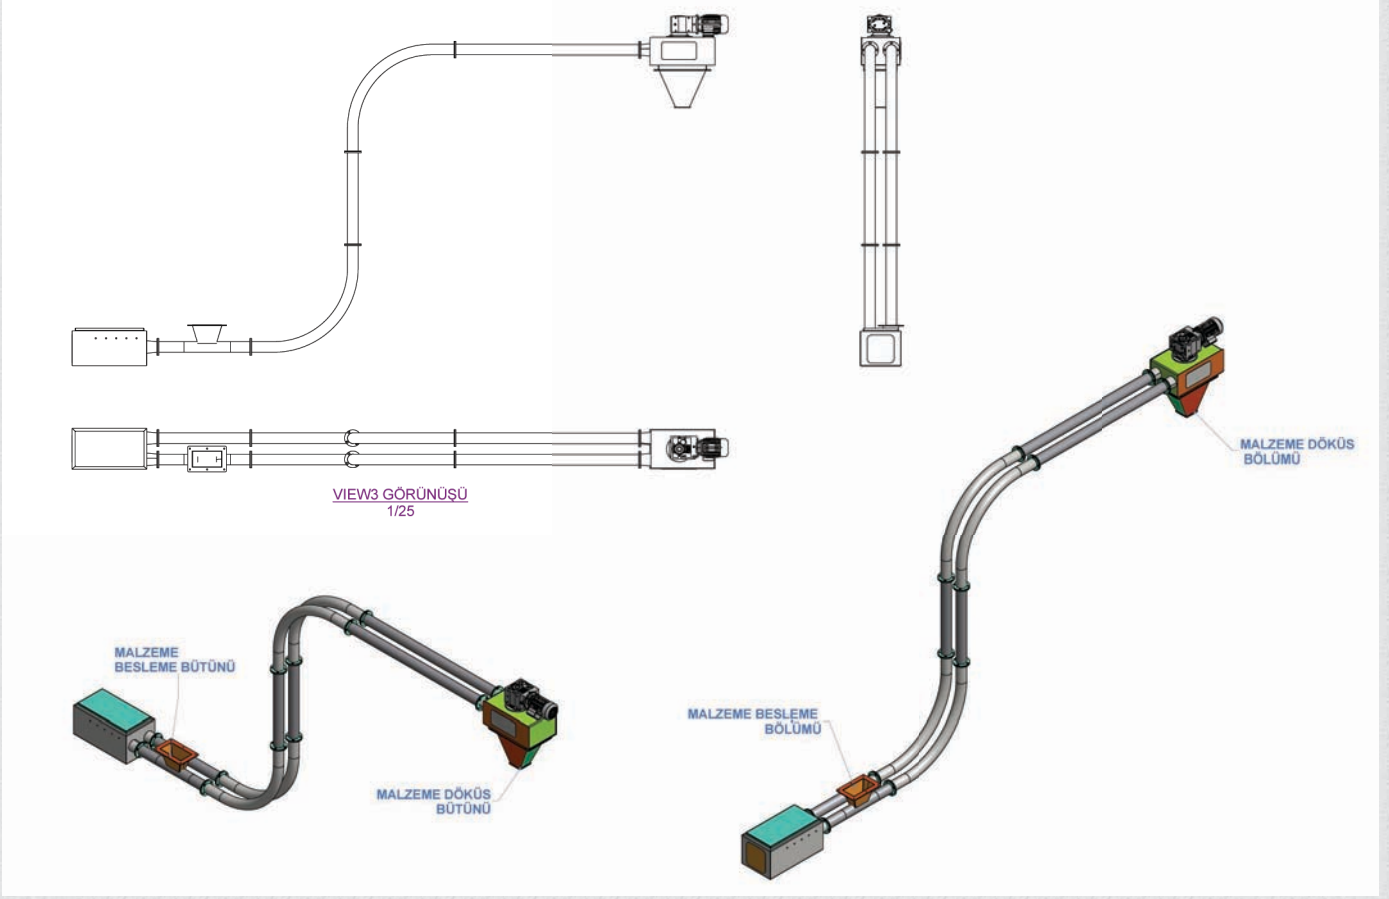 VIEW3 GÖRÜNÜŞÜ
1/25
MALZEME
BESLEME BÜTÜNÜ
MALZEME DÖKÜS
BÜTÜNÜ
MALZEME DÖKÜS
BÖLÜMÜ
MALZEME BESLEME
BÖLÜMÜ